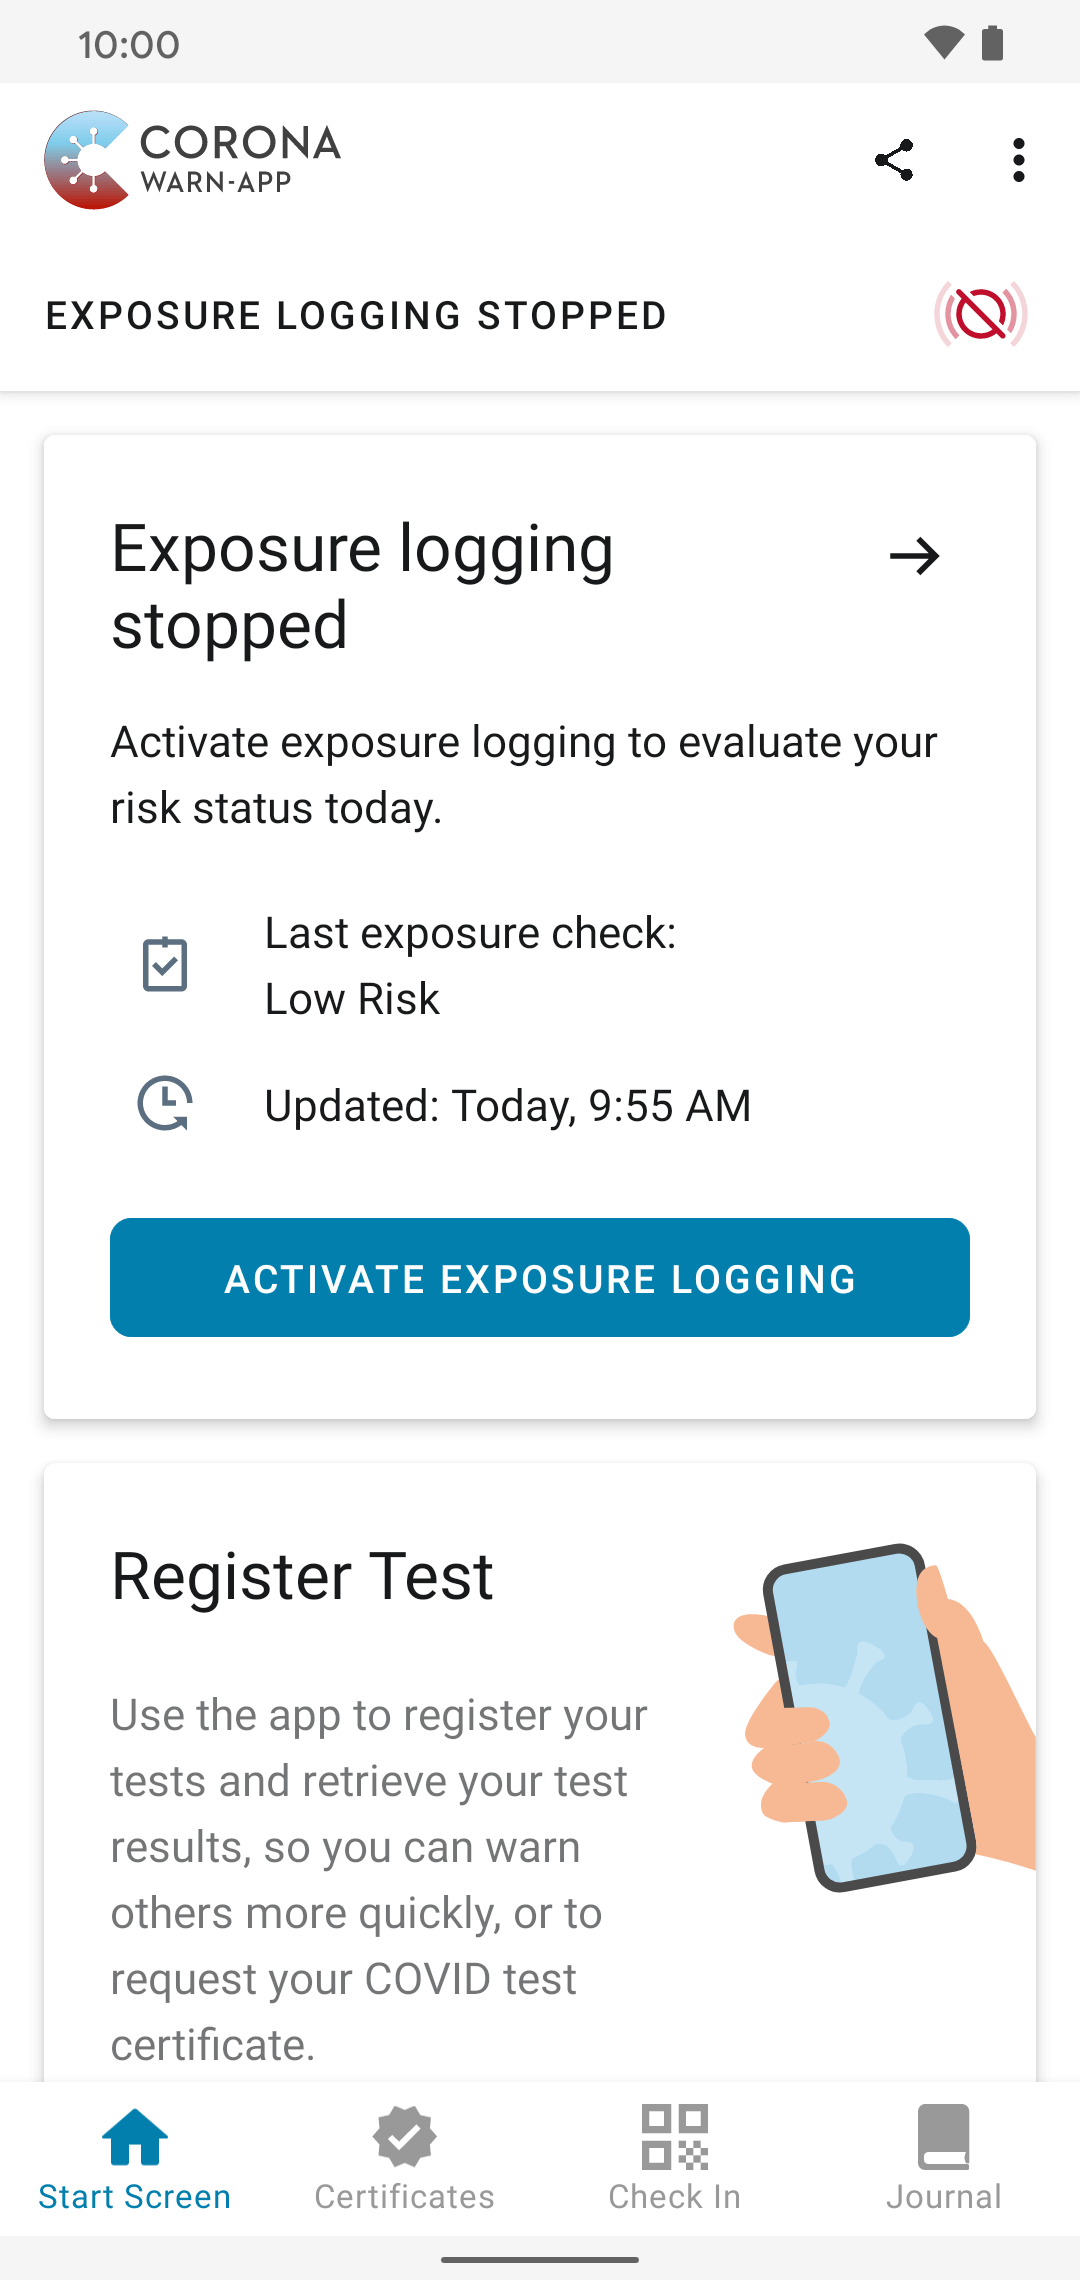 10:00
CORONA
WARN-APP
EXPOSURE LOGGING STOPPED
Exposure logging
stopped
Activate exposure logging to evaluate your
risk status today.
Last exposure check:
Low Risk
Updated: Today, 9:55 AM
ACTIVATE EXPOSURE LOGGING
Register Test
Use the app to register your
tests and retrieve your test
results, so you can warn
others more quickly, or to
request your COVID test
certificate.
Start Screen
Certificates
Check In
Journal